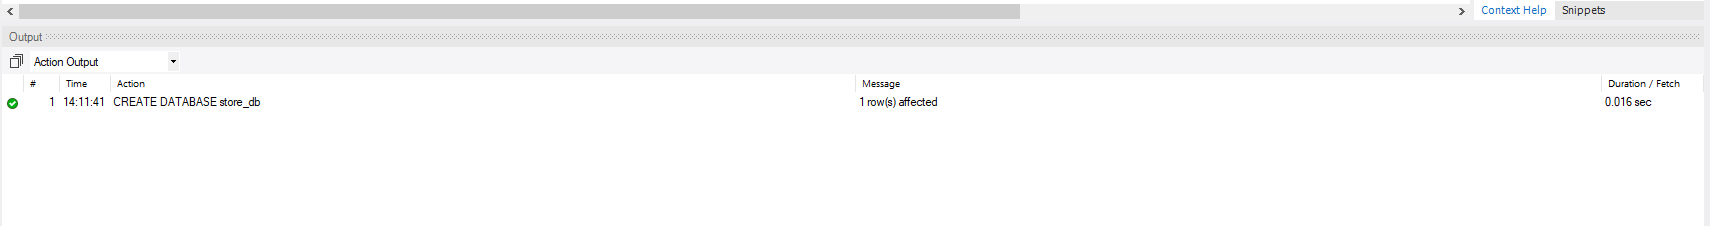 Context Help Snippets
Output
Action Output
# Time Action Message Duration / Fetch
1 14:11:41 CREATE DATABASE store_db 1 row(s) affected 0.016 sec